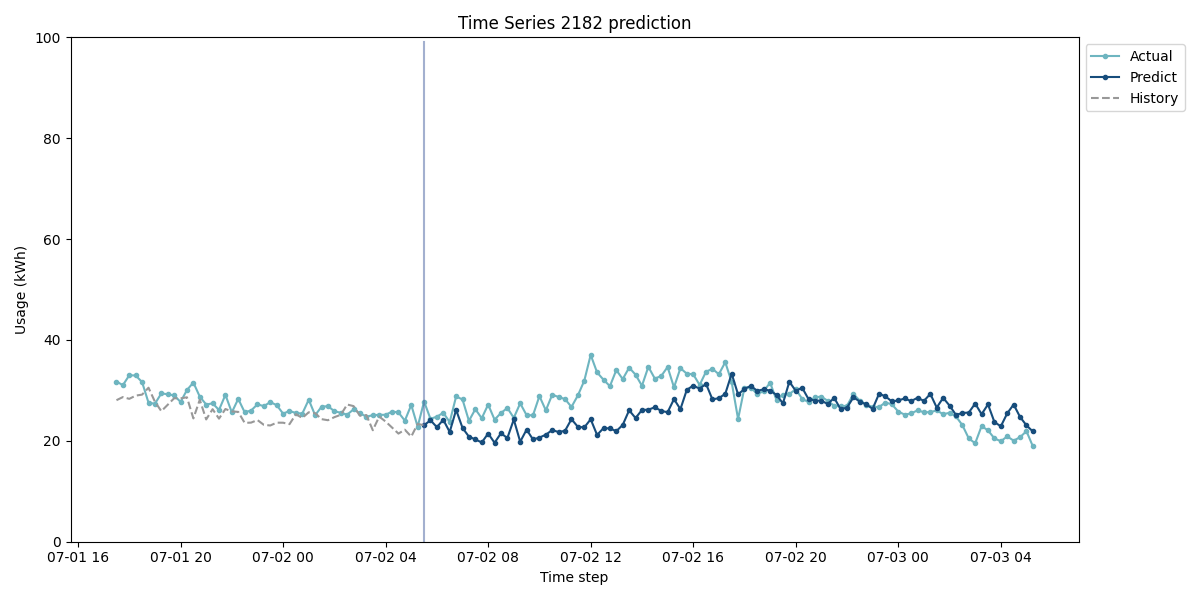 Time Series 2182 prediction
100
80
60
40
20
0
Usage (kWh)
07-01 16
07-01 20
07-02 00
07-02 04
07-02 08
07-02 12
07-02 16
07-02 20
07-03 00
07-03 04
Time step
Actual
Predict
History